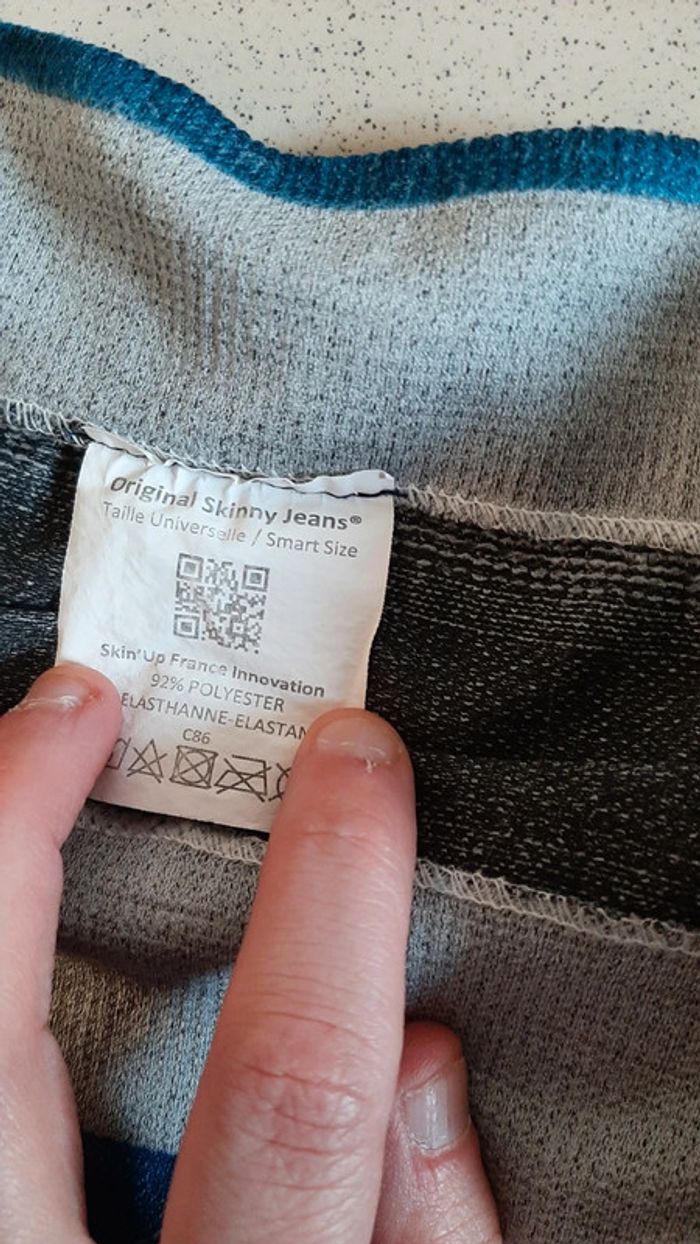 Original Skinny Jeans®
Taille Universelle / Smart Size
Skin'Up France Innovation
92% POLYESTER
ELASTHANNE-ELASTAN
C86